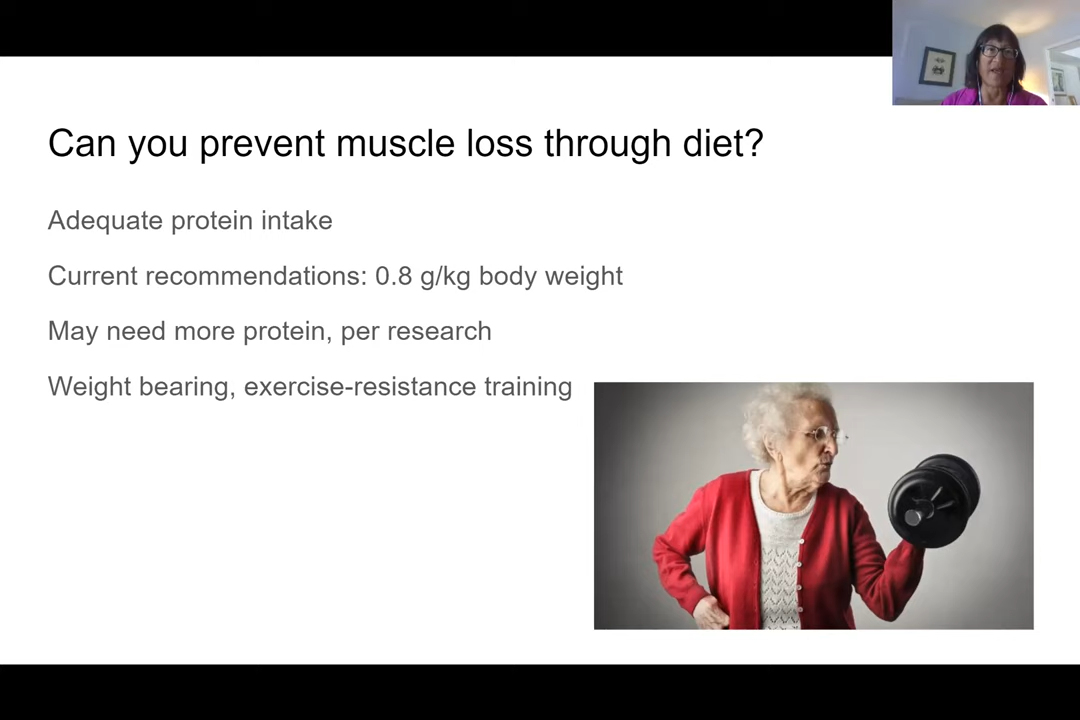 Can you prevent muscle loss through diet?
Adequate protein intake
Current recommendations: 0.8 g/kg body weight
May need more protein, per research
Weight bearing, exercise-resistance training